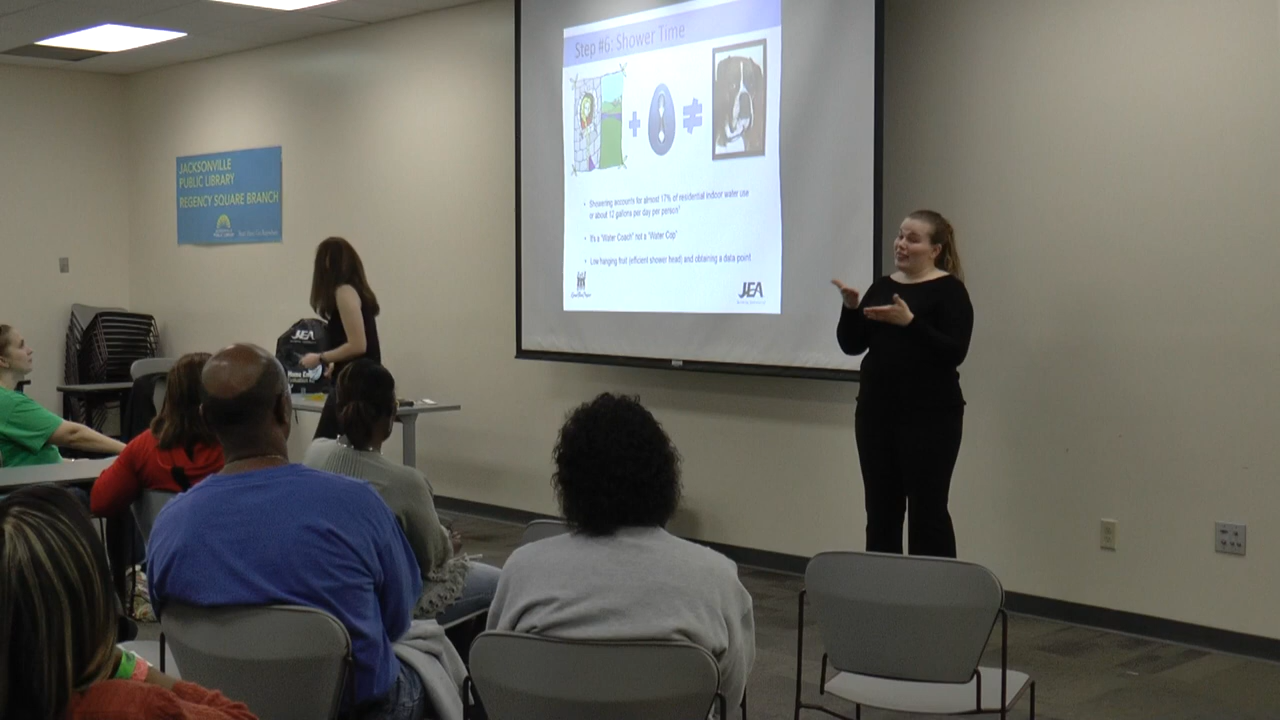 Step #6: Shower Time
JACKSONVILLE
PUBLIC LIBRARY
REGENCY SQUARE BRANCH
+
≠
• Showering accounts for almost 17% of residential indoor water use
or about 12 gallons per day per person¹
• It's a "Water Coach" not a "Water Cop"
• Low hanging fruit (efficient shower head) and obtaining a data point
JEA
JEA